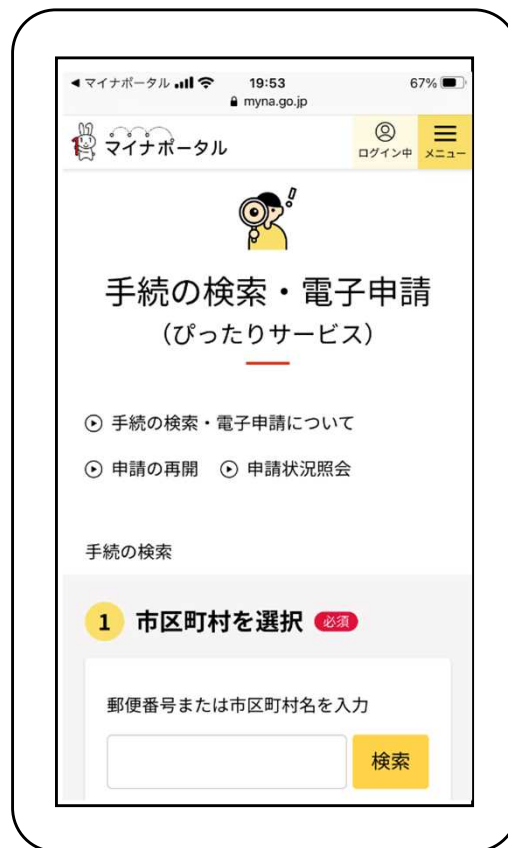 マイナポータル 19:53 67%
myna.go.jp
マイナポータル ログイン中 メニュー
手続の検索・電子申請
（ぴったりサービス）
手続の検索・電子申請について
申請の再開 申請状況照会
手続の検索
1 市区町村を選択 必須
郵便番号または市区町村名を入力
検索